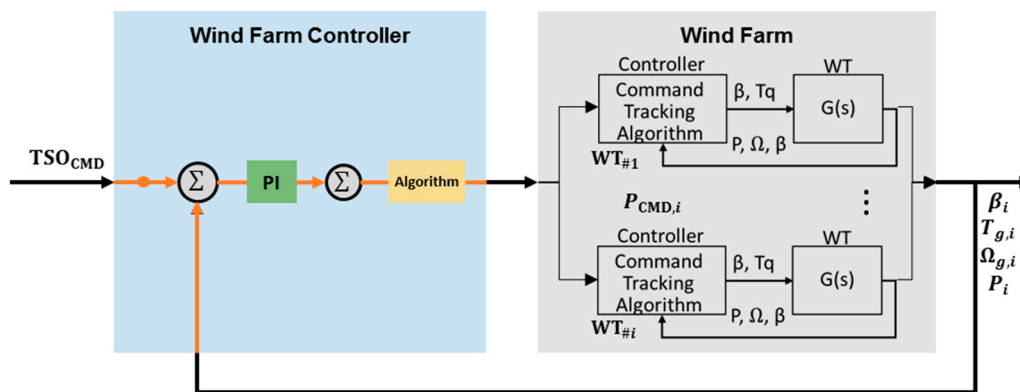 Wind Farm Controller
Wind Farm
TSO_CMD
Σ
PI
Σ
Algorithm
Controller
Command
Tracking
Algorithm
WT_#1
β, Tq
P, Ω, β
WT
G(s)
P_CMD,i
⋮
Controller
Command
Tracking
Algorithm
WT_#i
β, Tq
P, Ω, β
WT
G(s)
β_i
T_g,i
Ω_g,i
P_i